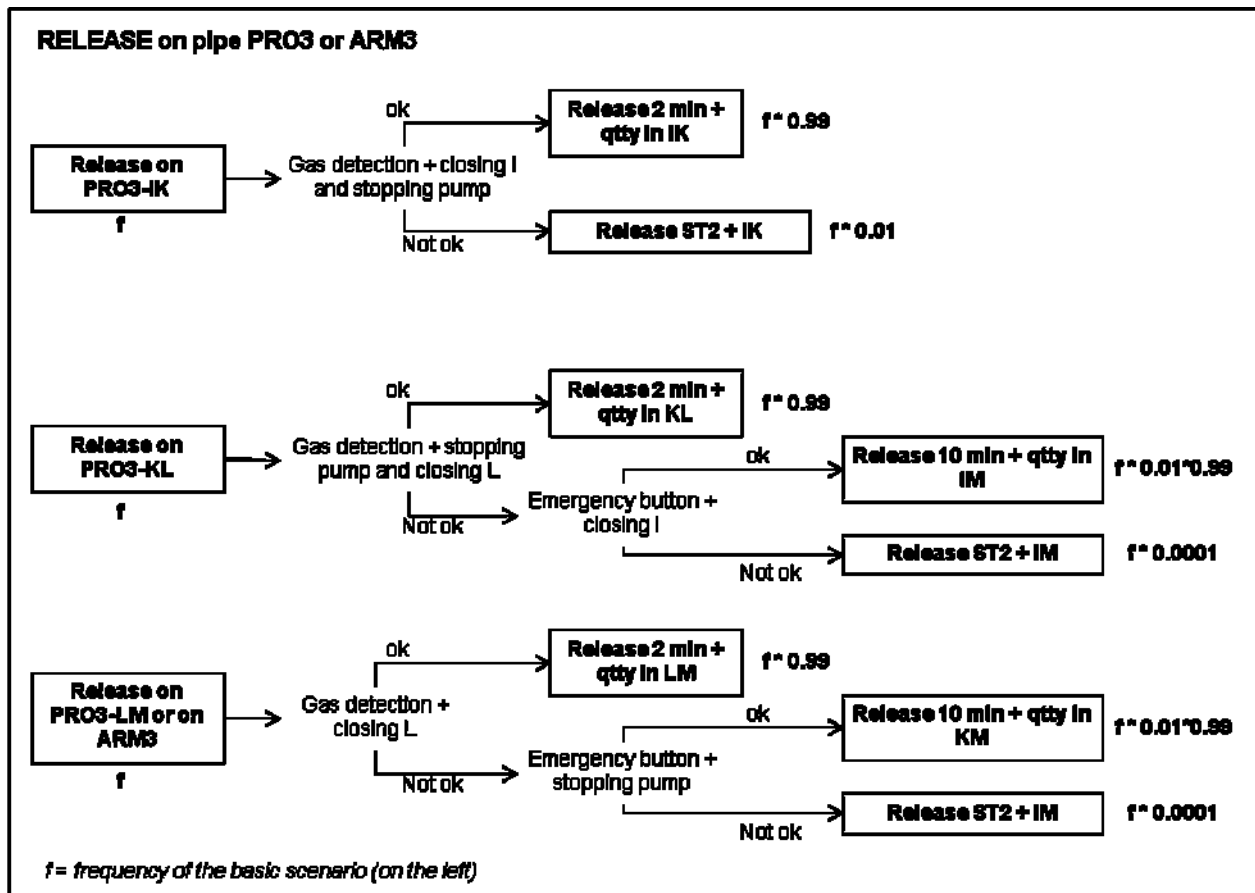 RELEASE on pipe PRO3 or ARM3
ok
Release 2 min +
qtty in IK
f * 0.99
Release on
PRO3-IK
f
Gas detection + closing I
and stopping pump
Not ok
Release ST2 + IK
f * 0.01
ok
Release 2 min +
qtty in KL
f * 0.99
Release on
PRO3-KL
f
Gas detection + stopping
pump and closing L
Not ok
Emergency button +
closing I
ok
Release 10 min + qtty in
IM
f * 0.01*0.99
Not ok
Release ST2 + IM
f * 0.0001
ok
Release 2 min +
qtty in LM
f * 0.99
Release on
PRO3-LM or on
ARM3
f
Gas detection +
closing L
Not ok
Emergency button +
stopping pump
ok
Release 10 min + qtty in
KM
f * 0.01*0.99
Not ok
Release ST2 + IM
f * 0.0001
f = frequency of the basic scenario (on the left)